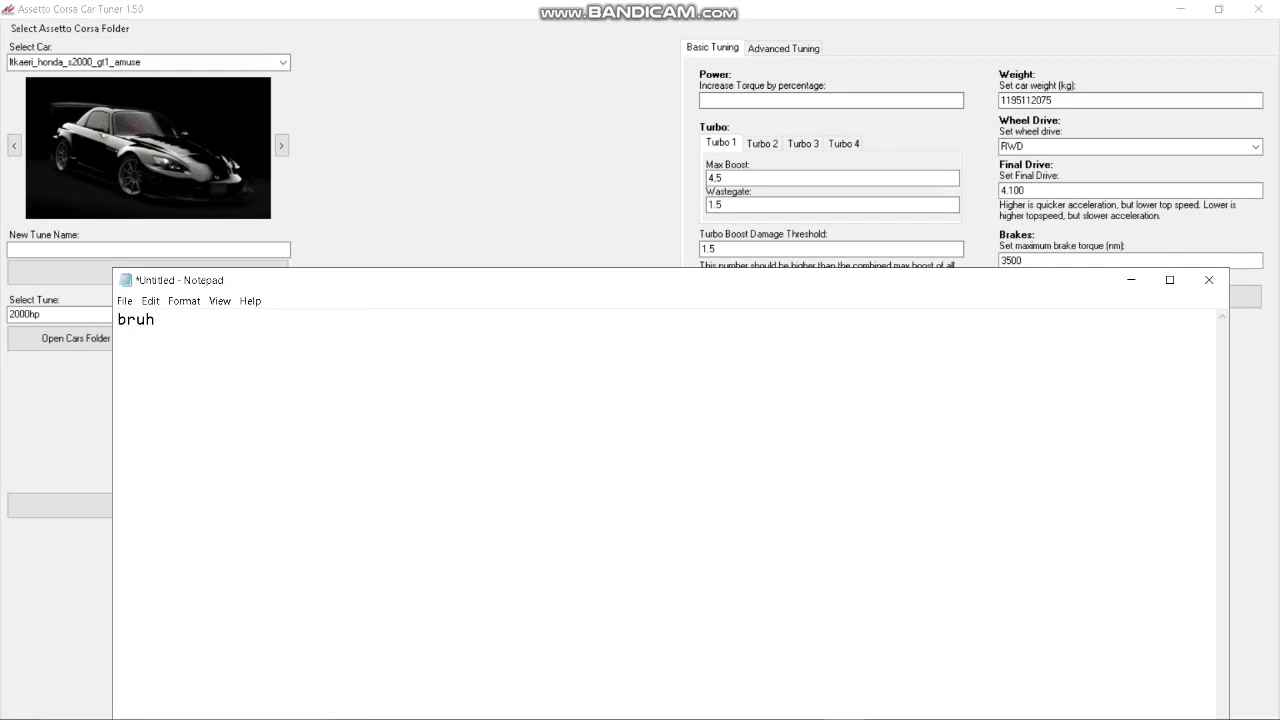 Assetto Corsa Car Tuner 1.50
www.BANDICAM.com
Select Assetto Corsa Folder
Select Car:
ltkaeri_honda_s2000_gt1_amuse
<
>
New Tune Name:
Select Tune:
2000hp
Open Cars Folder
Basic Tuning
Advanced Tuning
Power:
Increase Torque by percentage:
Turbo:
Turbo 1
Turbo 2
Turbo 3
Turbo 4
Max Boost:
4,5
Wastegate:
1.5
Turbo Boost Damage Threshold:
1.5
This number should be higher than the combined max boost of all
Weight:
Set car weight (kg):
1195112075
Wheel Drive:
Set wheel drive:
RWD
Final Drive:
Set Final Drive:
4.100
Higher is quicker acceleration, but lower top speed. Lower is
higher topspeed, but slower acceleration.
Brakes:
Set maximum brake torque (nm):
3500
*Untitled - Notepad
File Edit Format View Help
bruh